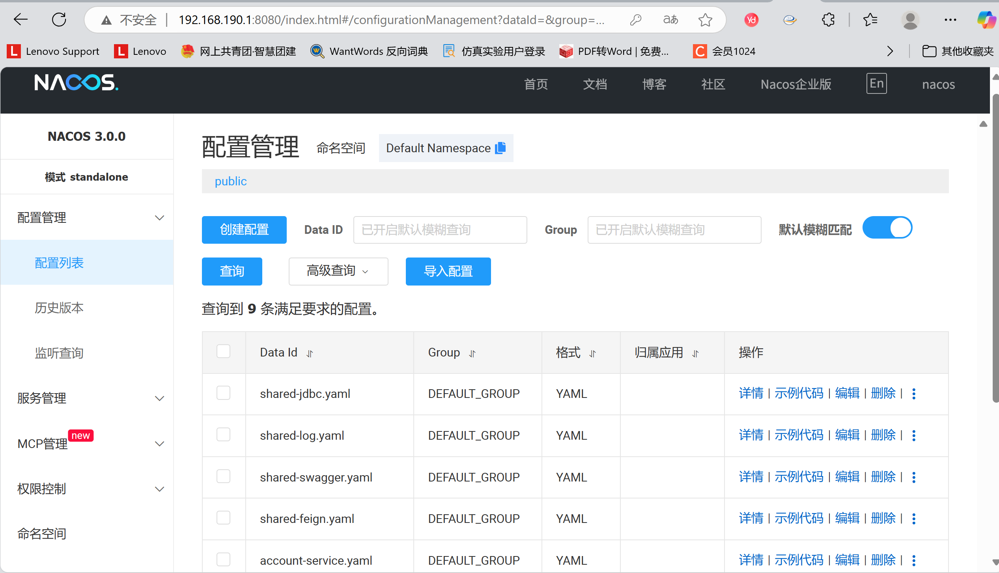 不安全 | 192.168.190.1:8080/index.html#/configurationManagement?dataId=&group=...
aあ
Yd
Lenovo Support
Lenovo
网上共青团·智慧团建
WantWords 反向词典
仿真实验用户登录
PDF转Word | 免费...
会员1024
其他收藏夹
NACOS.
首页
文档
博客
社区
Nacos企业版
En
nacos
NACOS 3.0.0
模式 standalone
配置管理
配置列表
历史版本
监听查询
服务管理
MCP管理 new
权限控制
命名空间
配置管理 命名空间 Default Namespace
public
创建配置 Data ID 已开启默认模糊查询 Group 已开启默认模糊查询 默认模糊匹配
查询 高级查询 导入配置
查询到 9 条满足要求的配置。
Data Id Group 格式 归属应用 操作
shared-jdbc.yaml DEFAULT_GROUP YAML 详情 | 示例代码 | 编辑 | 删除 |
shared-log.yaml DEFAULT_GROUP YAML 详情 | 示例代码 | 编辑 | 删除 |
shared-swagger.yaml DEFAULT_GROUP YAML 详情 | 示例代码 | 编辑 | 删除 |
shared-feign.yaml DEFAULT_GROUP YAML 详情 | 示例代码 | 编辑 | 删除 |
account-service.yaml DEFAULT_GROUP YAML 详情 | 示例代码 | 编辑 | 删除 |